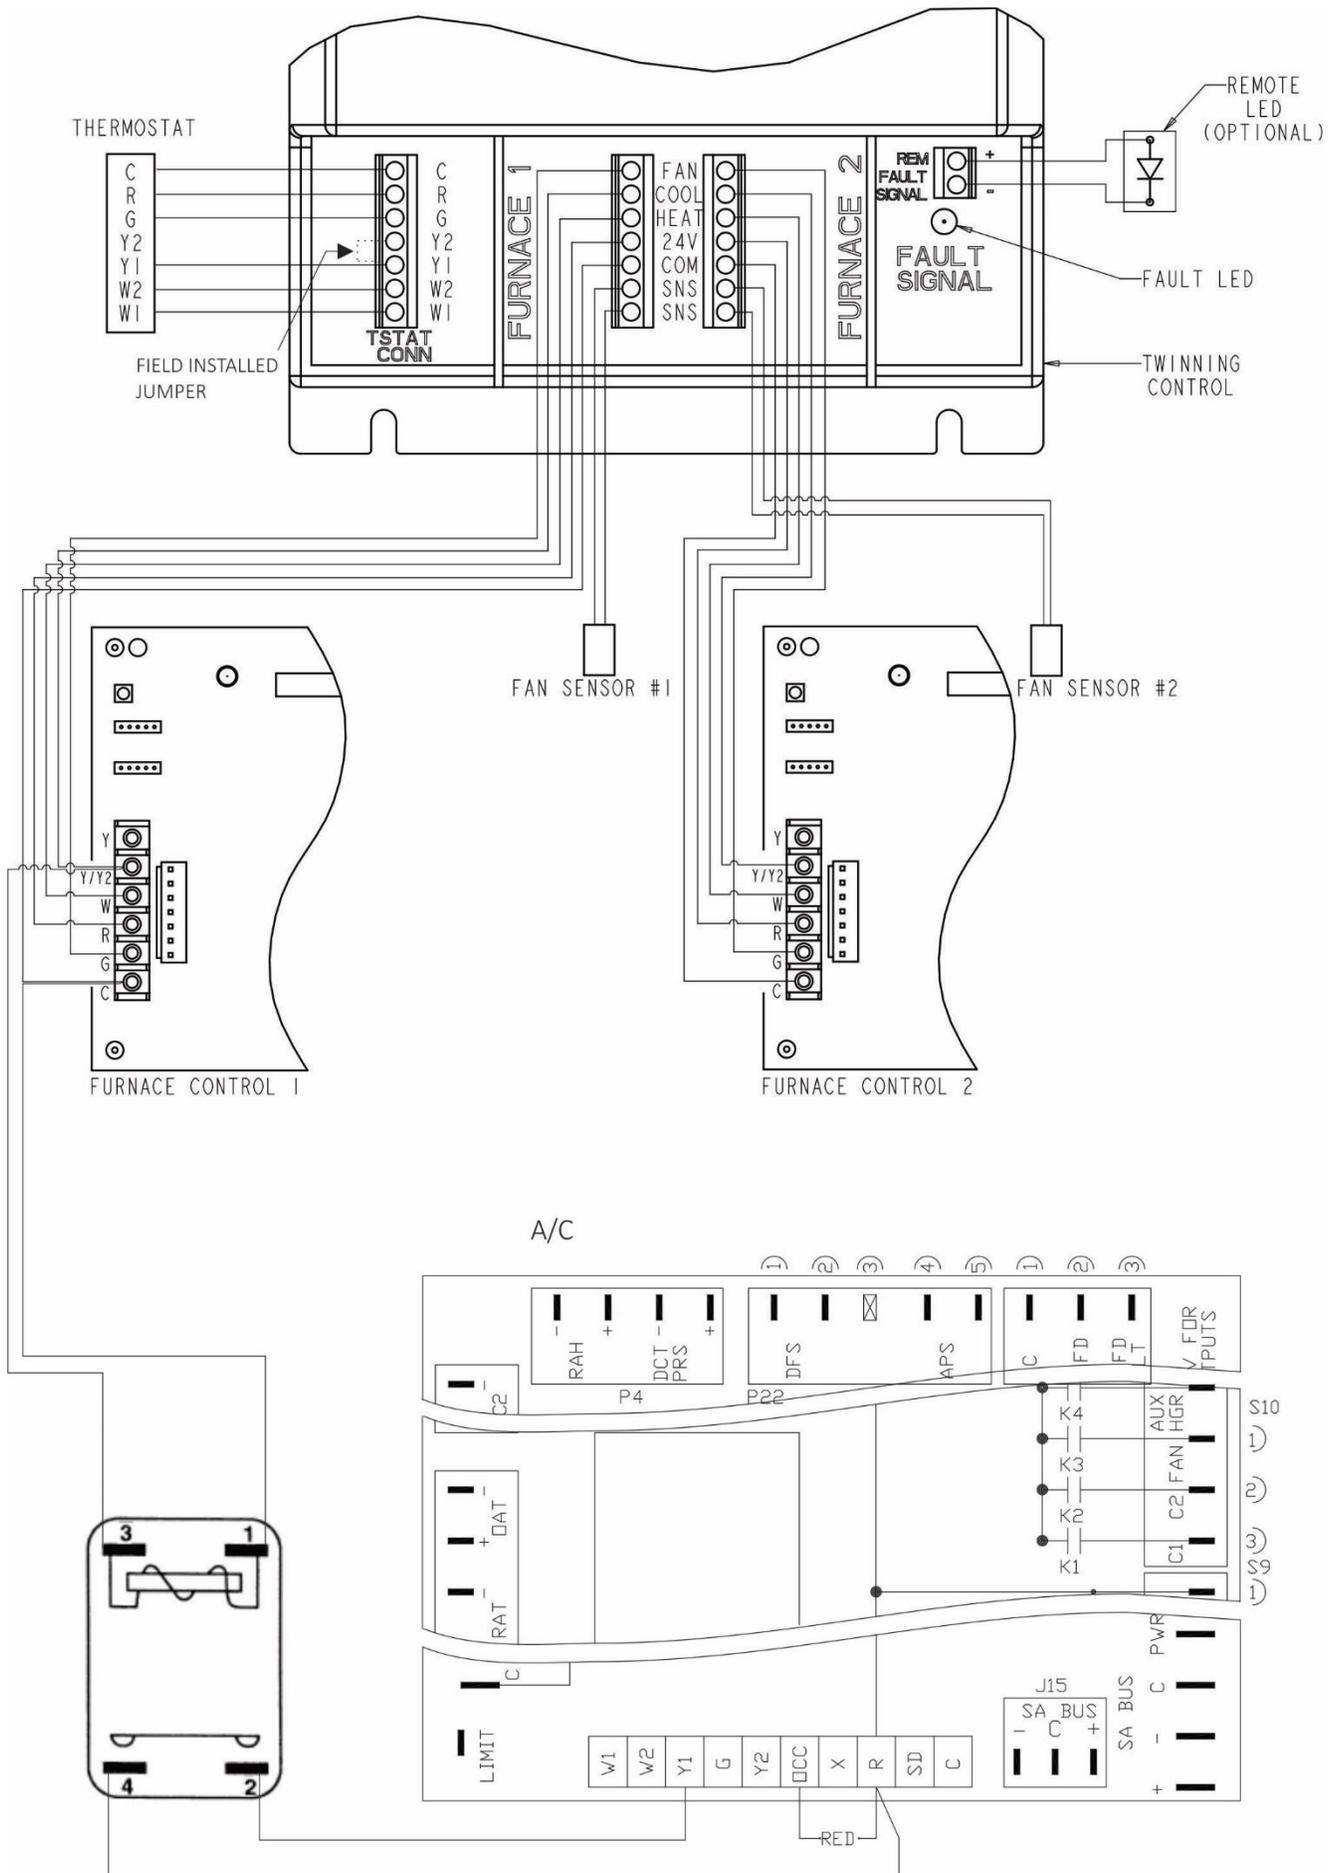 REMOTE
LED
(OPTIONAL)
THERMOSTAT
C
R
G
Y2
Y1
W2
W1
C
R
G
Y2
Y1
W2
W1
TSTAT
CONN
FIELD INSTALLED
JUMPER
FURNACE 1
FAN
COOL
HEAT
24V
COM
SNS
SNS
FURNACE 2
REM
FAULT
SIGNAL
+
-
FAULT
SIGNAL
FAULT LED
TWINNING
CONTROL
FAN SENSOR #1
FAN SENSOR #2
Y
Y/Y2
W
R
G
C
FURNACE CONTROL 1
Y
Y/Y2
W
R
G
C
FURNACE CONTROL 2
A/C
1
2
3
4
5
1
2
3
-
RAH
+
-
DCT
PRS
+
P4
DFS
APS
P22
C
FD
FD
LT
V FOR
TPUTS
-
C2
K4
AUX
HGR
S10
1
K3
FAN
2
K2
C2
3
K1
C1
S9
1
-
OAT
+
-
RAT
C
LIMIT
W1
W2
Y1
G
Y2
OCC
X
R
SD
C
RED
J15
SA BUS
- C +
PWR
C
SA BUS
-
+
3
1
4
2